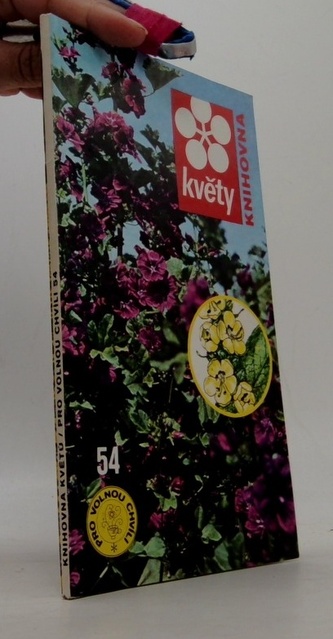 květy
KNIHOVNA
54
PRO VOLNOU CHVÍLI
KNIHOVNA KVĚTŮ / PRO VOLNOU CHVÍLI 54